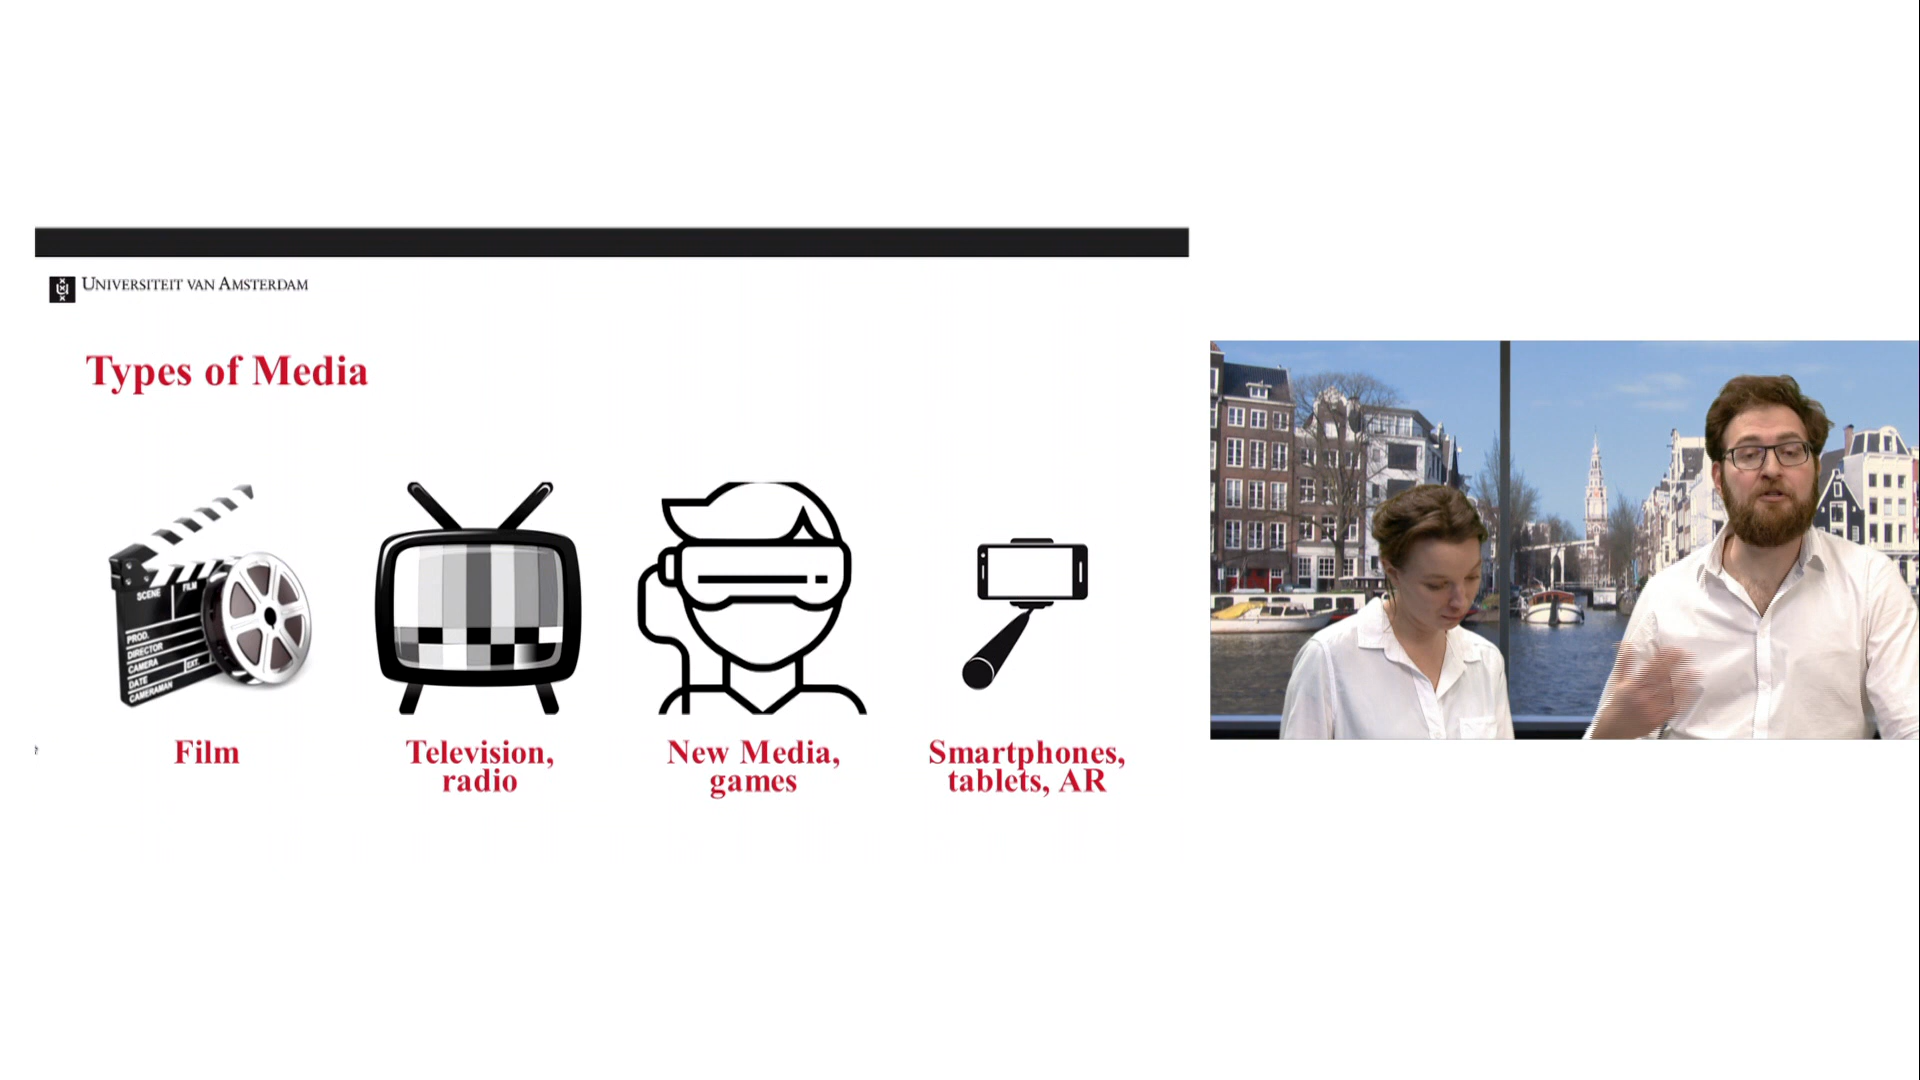 UNIVERSITEIT VAN AMSTERDAM
Types of Media
SCENE
FILM
PROD.
DIRECTOR
CAMERA
EXT.
DATE
CAMERAMAN
Film
Television,
radio
New Media,
games
Smartphones,
tablets, AR